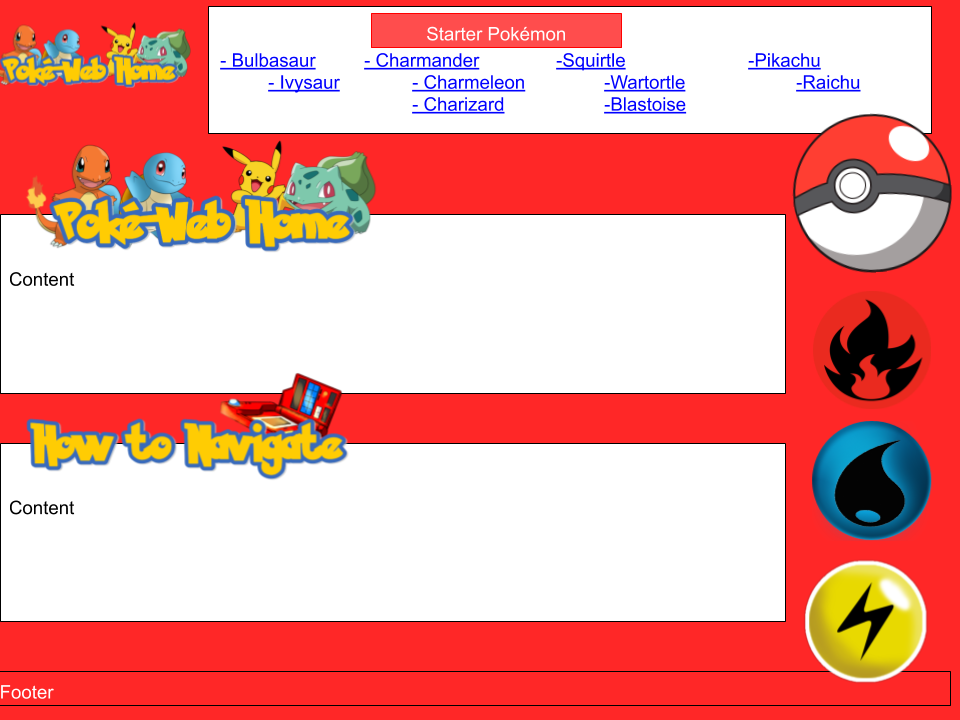 Poké-Web Home
Starter Pokémon
- Bulbasaur - Charmander -Squirtle -Pikachu
- Ivysaur - Charmeleon -Wartortle -Raichu
- Charizard -Blastoise
Poké-Web Home
Content
How to Navigate
Content
Footer